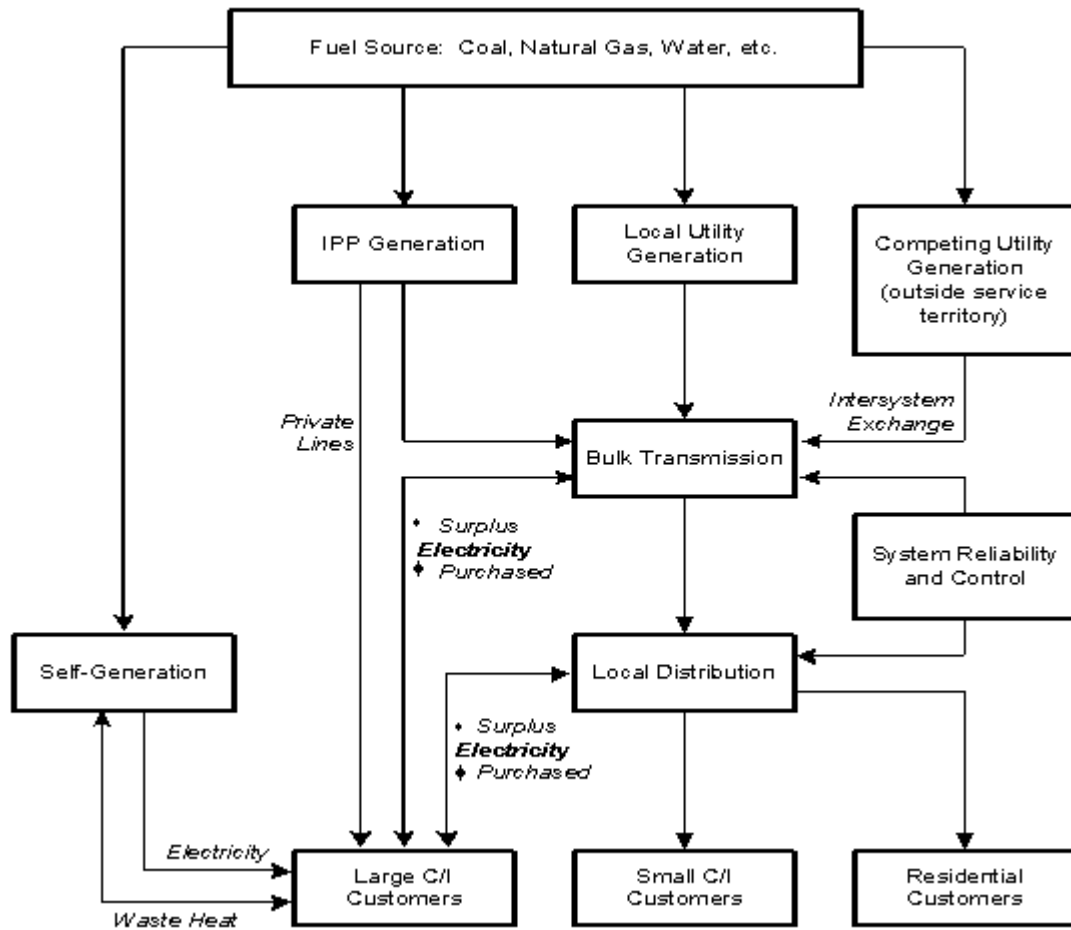 Fuel Source: Coal, Natural Gas, Water, etc.
IPP Generation
Local Utility
Generation
Competing Utility
Generation
(outside service
territory)
Private
Lines
Intersystem
Exchange
Bulk Transmission
• Surplus
Electricity
♦ Purchased
System Reliability
and Control
Self-Generation
Local Distribution
• Surplus
Electricity
♦ Purchased
Electricity
Waste Heat
Large C/I
Customers
Small C/I
Customers
Residential
Customers